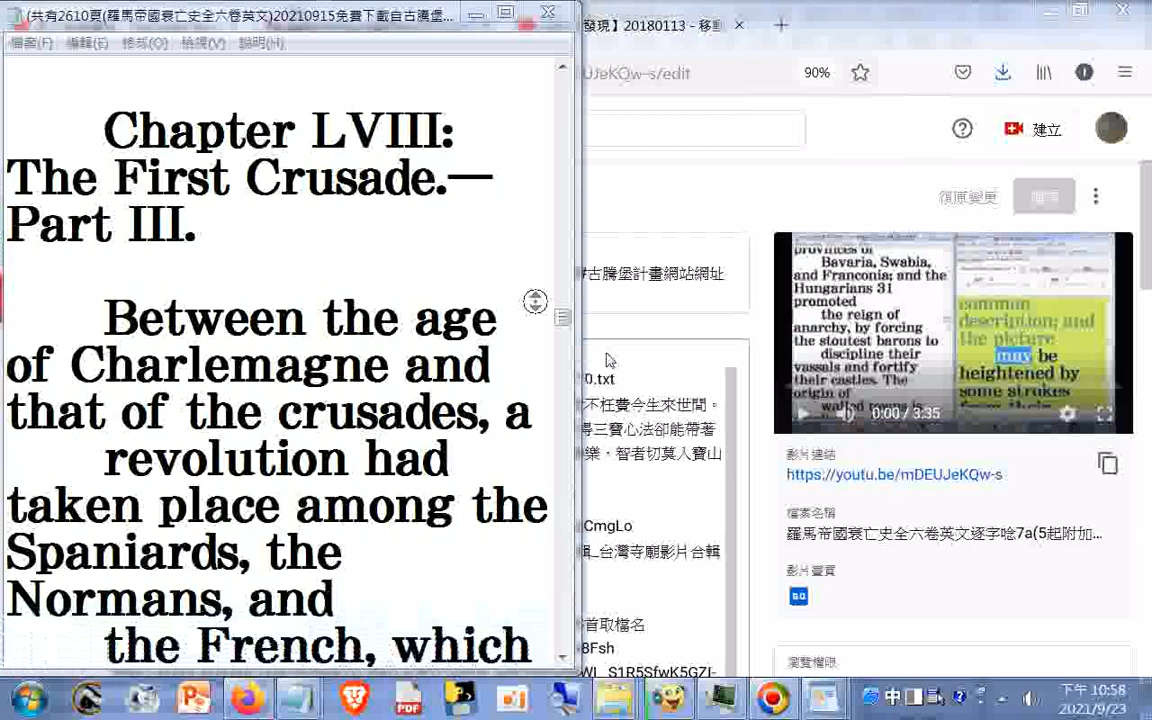 (共有2610頁(羅馬帝國衰亡史全六卷英文)20210915免費下載自古騰堡...
檔案(F) 編輯(E) 格式(O) 檢視(V) 說明(H)
Chapter LVIII:
The First Crusade.—
Part III.
Between the age
of Charlemagne and
that of the crusades, a
revolution had
taken place among the
Spaniards, the
Normans, and
the French, which
發現】20180113 - 移動
UJeKQw-s/edit
90%
建立
復原變更
#古騰堡計畫網站網址
0.txt
不枉費今生來世間。
得三寶心法卻能帶著
樂，智者切莫入寶山
CmgLo
輯_台灣寺廟影片合輯
首取檔名
8Fsh
WI_S1R5SfwK5GZI-
provinces of
Bavaria, Swabia,
and Franconia; and the
Hungarians 31
promoted
the reign of
anarchy, by forcing
the stoutest barons to
discipline their
vassals and fortify
their castles. The
origin of
walled towns is
common
description; and
the picture
may be
heightened by
some strokes
0:00 / 3:35
影片連結
https://youtu.be/mDEUJeKQw-s
檔案名稱
羅馬帝國衰亡史全六卷英文逐字唸7a(5起附加...
影片畫質
瀏覽權限
PDF
中
下午 10:58
2021/9/23